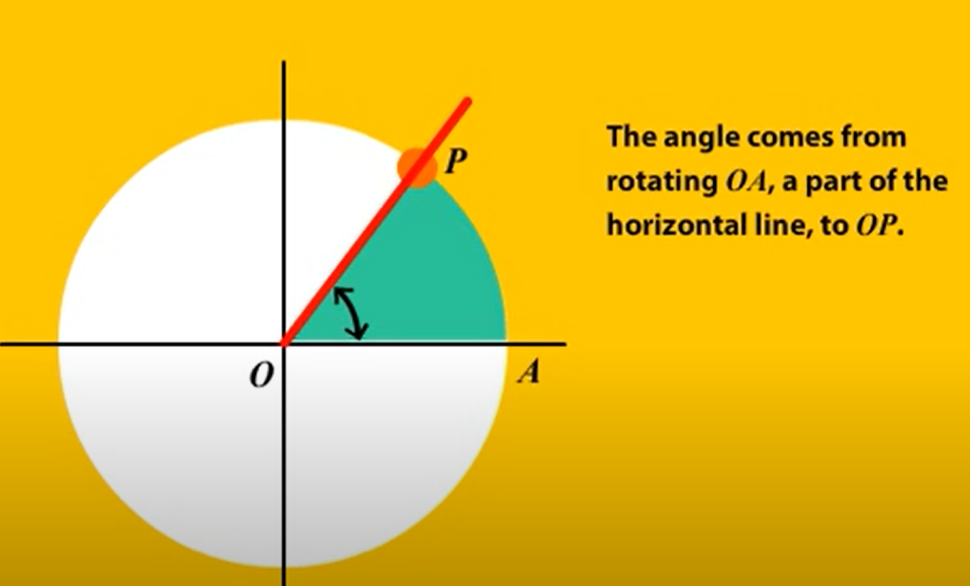 The angle comes from
rotating OA, a part of the
horizontal line, to OP.
P
O
A